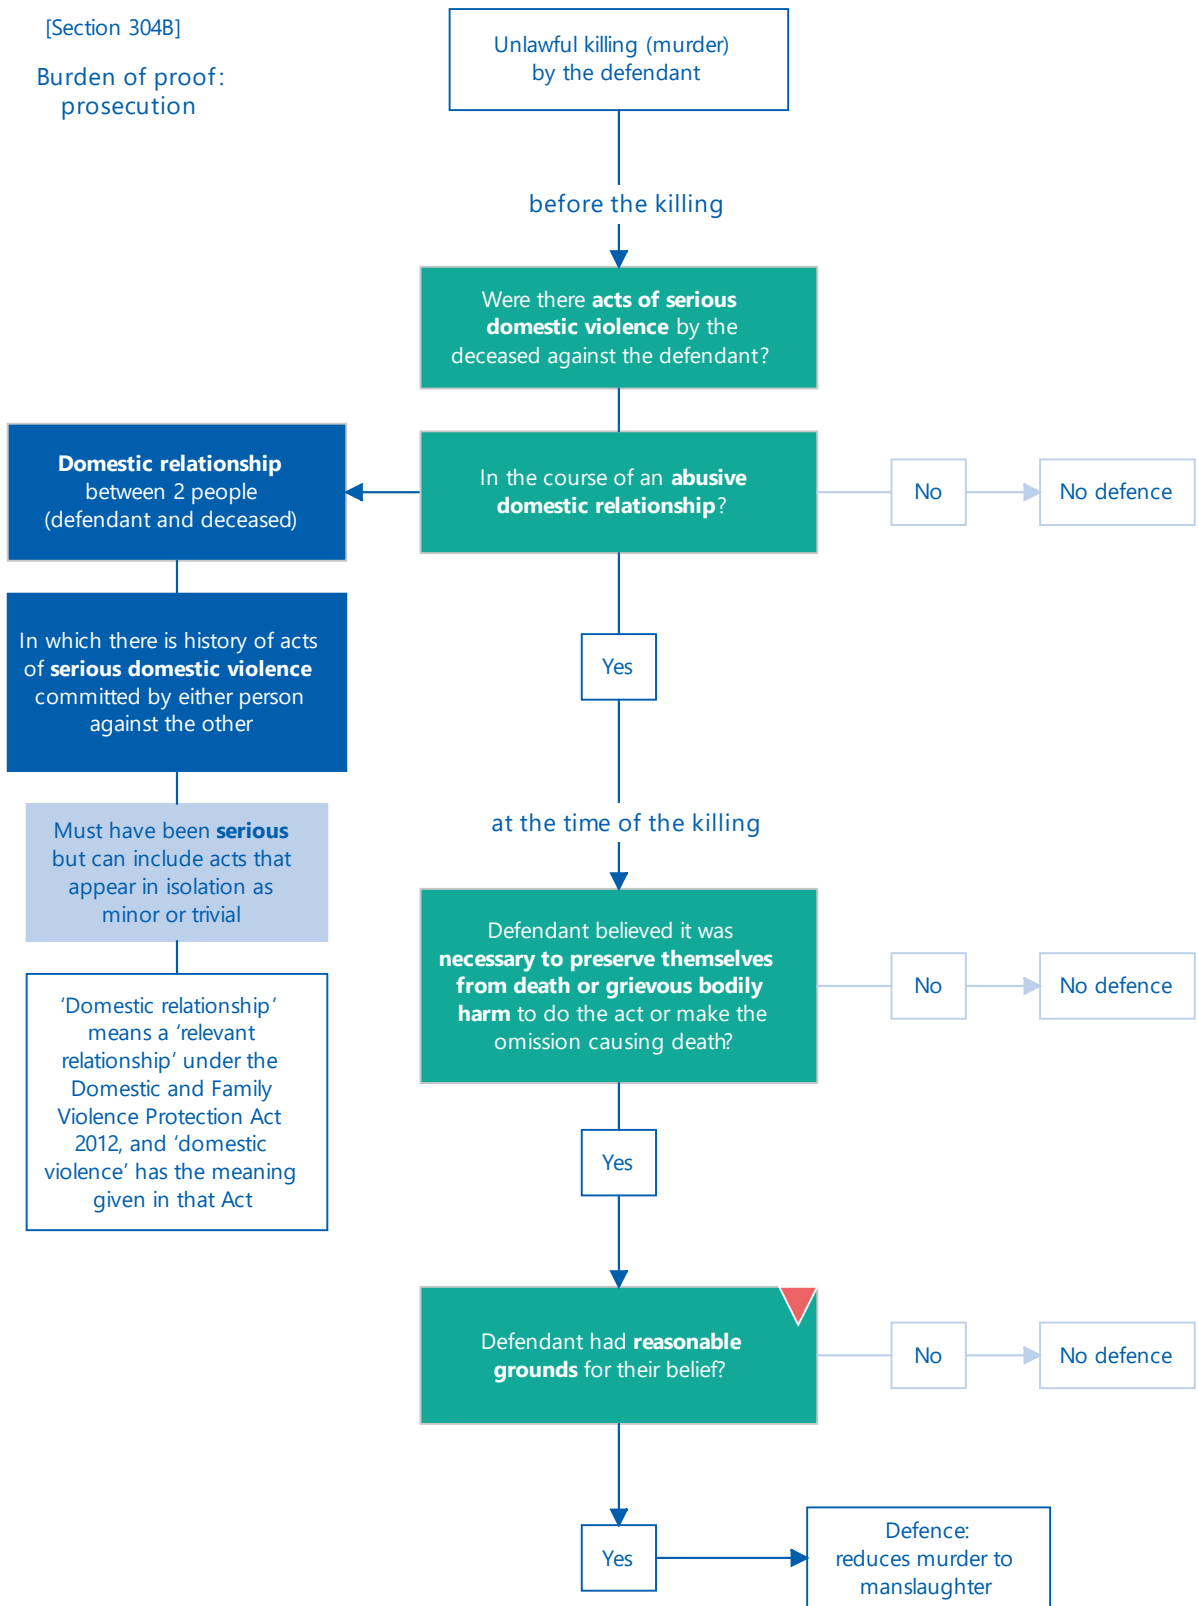 [Section 304B]
Burden of proof:
prosecution
Unlawful killing (murder)
by the defendant
before the killing
Were there acts of serious
domestic violence by the
deceased against the defendant?
In the course of an abusive
domestic relationship?
No
No defence
Domestic relationship
between 2 people
(defendant and deceased)
In which there is history of acts
of serious domestic violence
committed by either person
against the other
Must have been serious
but can include acts that
appear in isolation as
minor or trivial
‘Domestic relationship’
means a ‘relevant
relationship’ under the
Domestic and Family
Violence Protection Act
2012, and ‘domestic
violence’ has the meaning
given in that Act
Yes
at the time of the killing
Defendant believed it was
necessary to preserve themselves
from death or grievous bodily
harm to do the act or make the
omission causing death?
No
No defence
Yes
Defendant had reasonable
grounds for their belief?
No
No defence
Yes
Defence:
reduces murder to
manslaughter